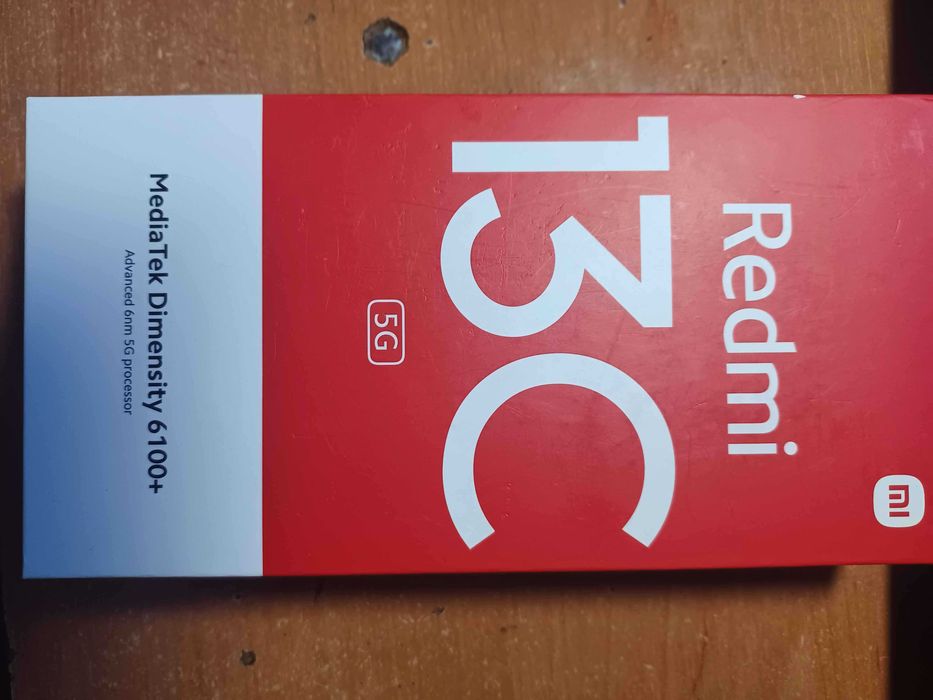 mi
Redmi
13C
5G
MediaTek Dimensity 6100+
Advanced 6nm 5G processor